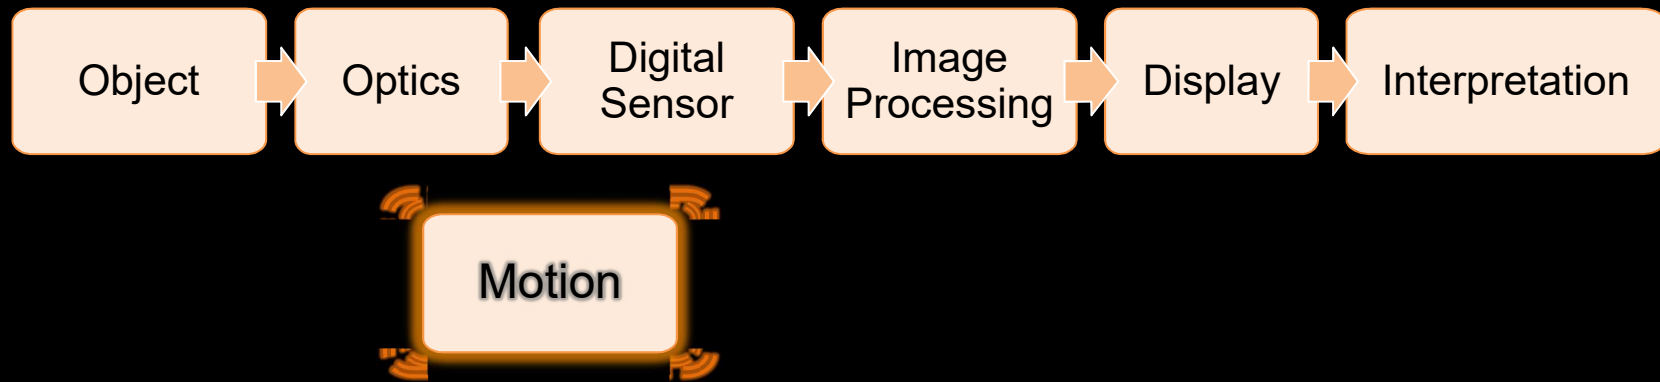 Object
Optics
Digital
Sensor
Image
Processing
Display
Interpretation
Motion